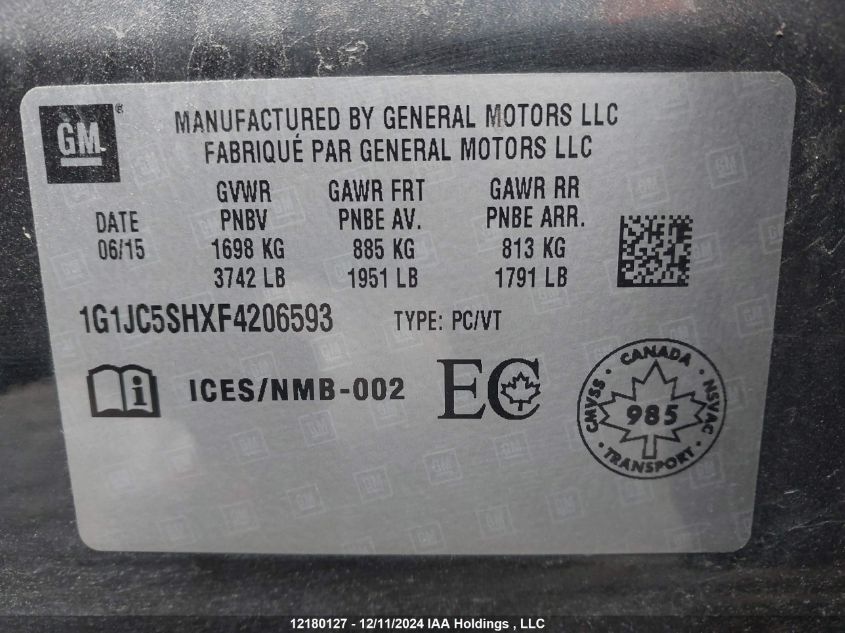 GM ®
MANUFACTURED BY GENERAL MOTORS LLC
FABRIQUÉ PAR GENERAL MOTORS LLC
GVWR GAWR FRT GAWR RR
DATE PNBV PNBE AV. PNBE ARR.
06/15 1698 KG 885 KG 813 KG
3742 LB 1951 LB 1791 LB
1G1JC5SHXF4206593 TYPE: PC/VT
i ICES/NMB-002 EC
CANADA
CMVSS 985 NSVAC
TRANSPORT
12180127 - 12/11/2024 IAA Holdings , LLC